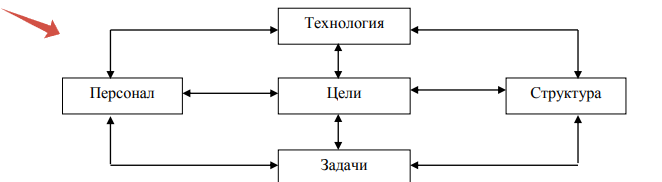 Технология
Персонал
Цели
Структура
Задачи